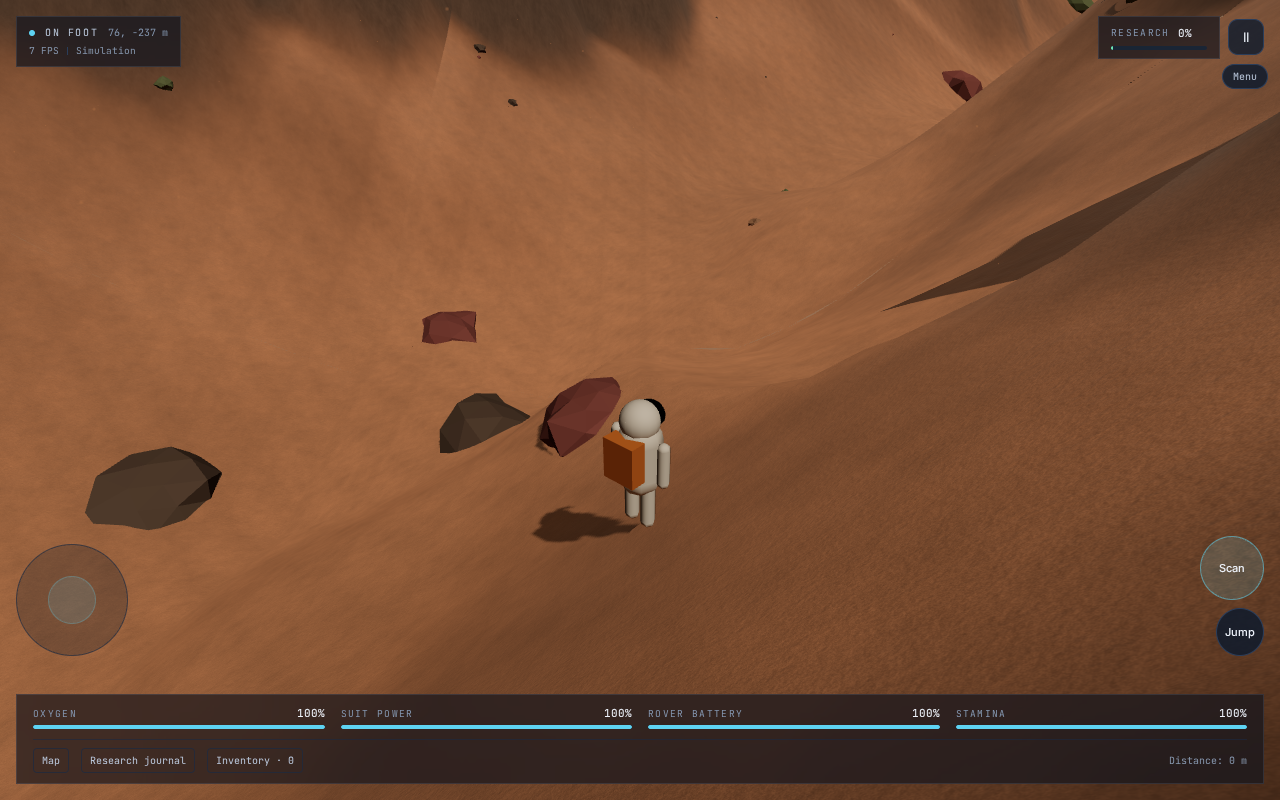 ON FOOT 76, -237 m
7 FPS | Simulation
RESEARCH 0%
Menu
Scan
Jump
OXYGEN 100%
SUIT POWER 100%
ROVER BATTERY 100%
STAMINA 100%
Map
Research journal
Inventory · 0
Distance: 0 m